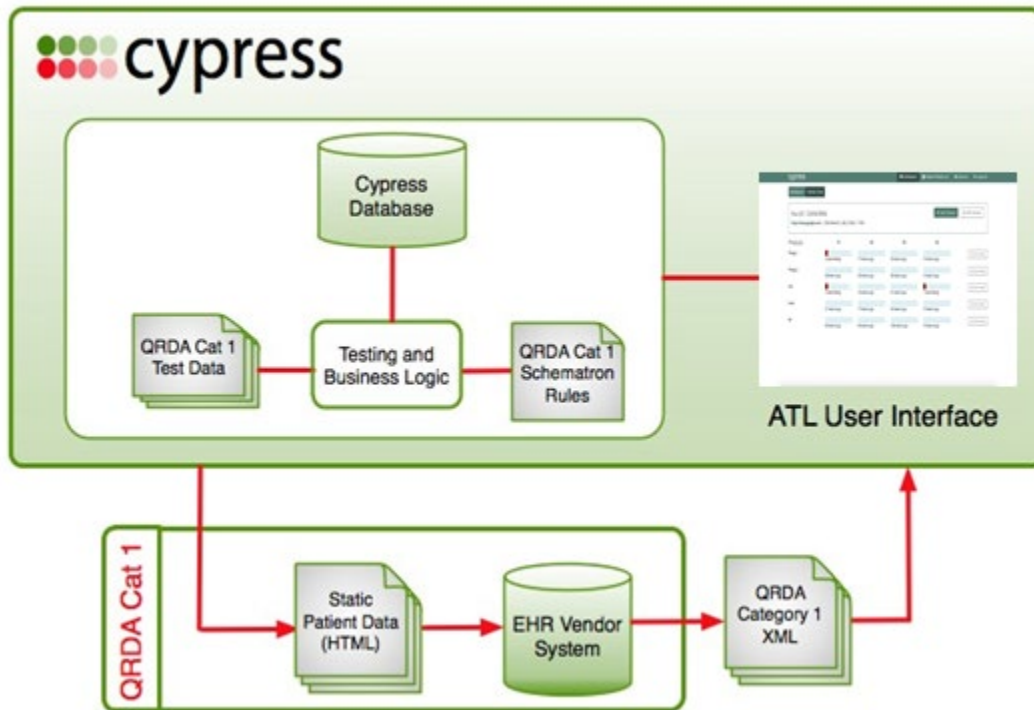 cypress
Cypress
Database
QRDA Cat 1
Test Data
Testing and
Business Logic
QRDA Cat 1
Schematron
Rules
ATL User Interface
QRDA Cat 1
Static
Patient Data
(HTML)
EHR Vendor
System
QRDA
Category 1
XML